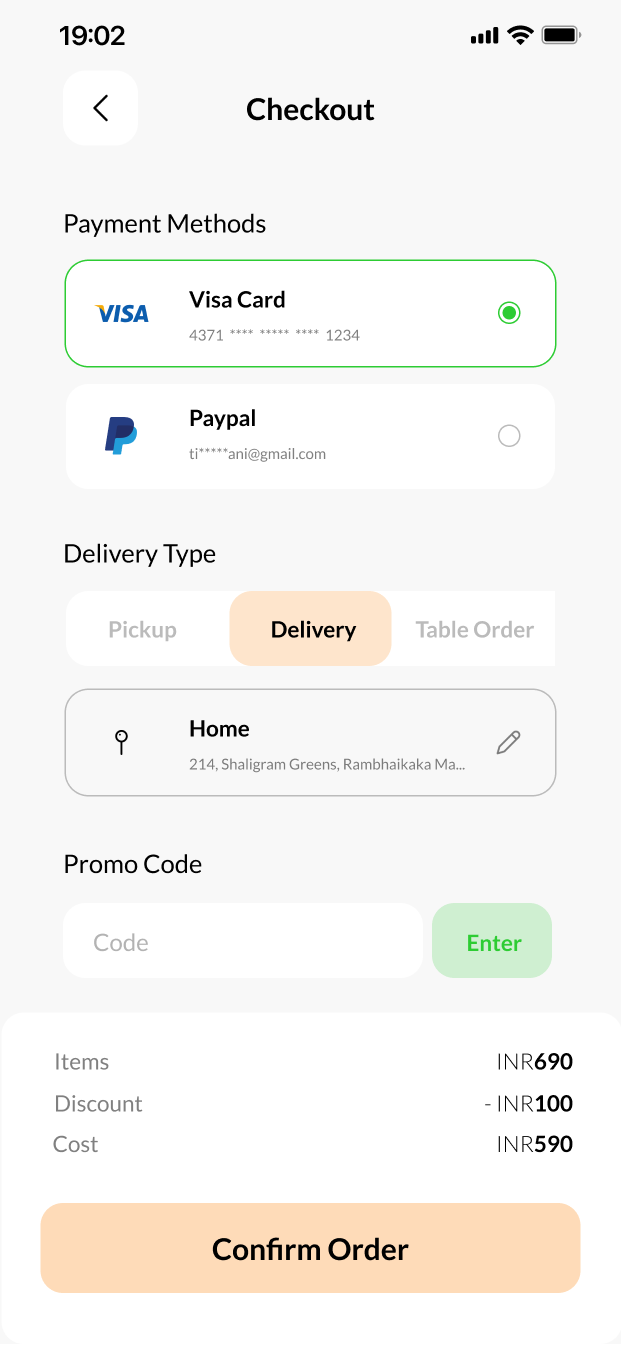 19:02
Checkout
Payment Methods
VISA
Visa Card
4371 **** ***** **** 1234
Paypal
ti*****ani@gmail.com
Delivery Type
Pickup Delivery Table Order
Home
214, Shaligram Greens, Rambhaikaka Ma...
Promo Code
Code Enter
Items INR690
Discount - INR100
Cost INR590
Confirm Order